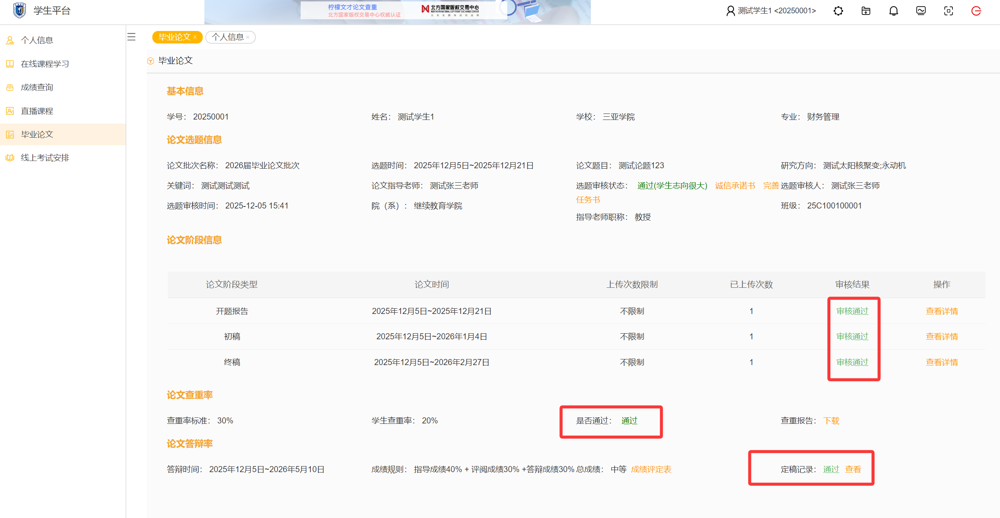 学生平台
柠檬文才论文查重
北方国家版权交易中心权威认证
北方国家版权交易中心
NORTHERN NATIONAL COPYRIGHT EXCHANGE CENTER
测试学生1 <20250001>
个人信息
在线课程学习
成绩查询
直播课程
毕业论文
线上考试安排
毕业论文 x
个人信息 x
毕业论文
基本信息
学号： 20250001 姓名： 测试学生1 学校： 三亚学院 专业： 财务管理
论文选题信息
论文批次名称： 2026届毕业论文批次 选题时间： 2025年12月5日~2025年12月21日 论文题目： 测试论题123 研究方向： 测试太阳核聚变;永动机
关键词： 测试测试测试 论文指导老师： 测试张三老师 选题审核状态： 通过(学生志向很大) 诚信承诺书 完善 选题审核人： 测试张三老师
任务书
选题审核时间： 2025-12-05 15:41 院（系）： 继续教育学院 班级： 25C100100001
指导老师职称： 教授
论文阶段信息
论文阶段类型 论文时间 上传次数限制 已上传次数 审核结果 操作
开题报告 2025年12月5日~2025年12月21日 不限制 1 审核通过 查看详情
初稿 2025年12月5日~2026年1月4日 不限制 1 审核通过 查看详情
终稿 2025年12月5日~2026年2月27日 不限制 1 审核通过 查看详情
论文查重率
查重率标准： 30% 学生查重率： 20% 是否通过： 通过 查重报告： 下载
论文答辩率
答辩时间： 2025年12月5日~2026年5月10日 成绩规则： 指导成绩40% + 评阅成绩30% +答辩成绩30% 总成绩： 中等 成绩评定表 定稿记录： 通过 查看